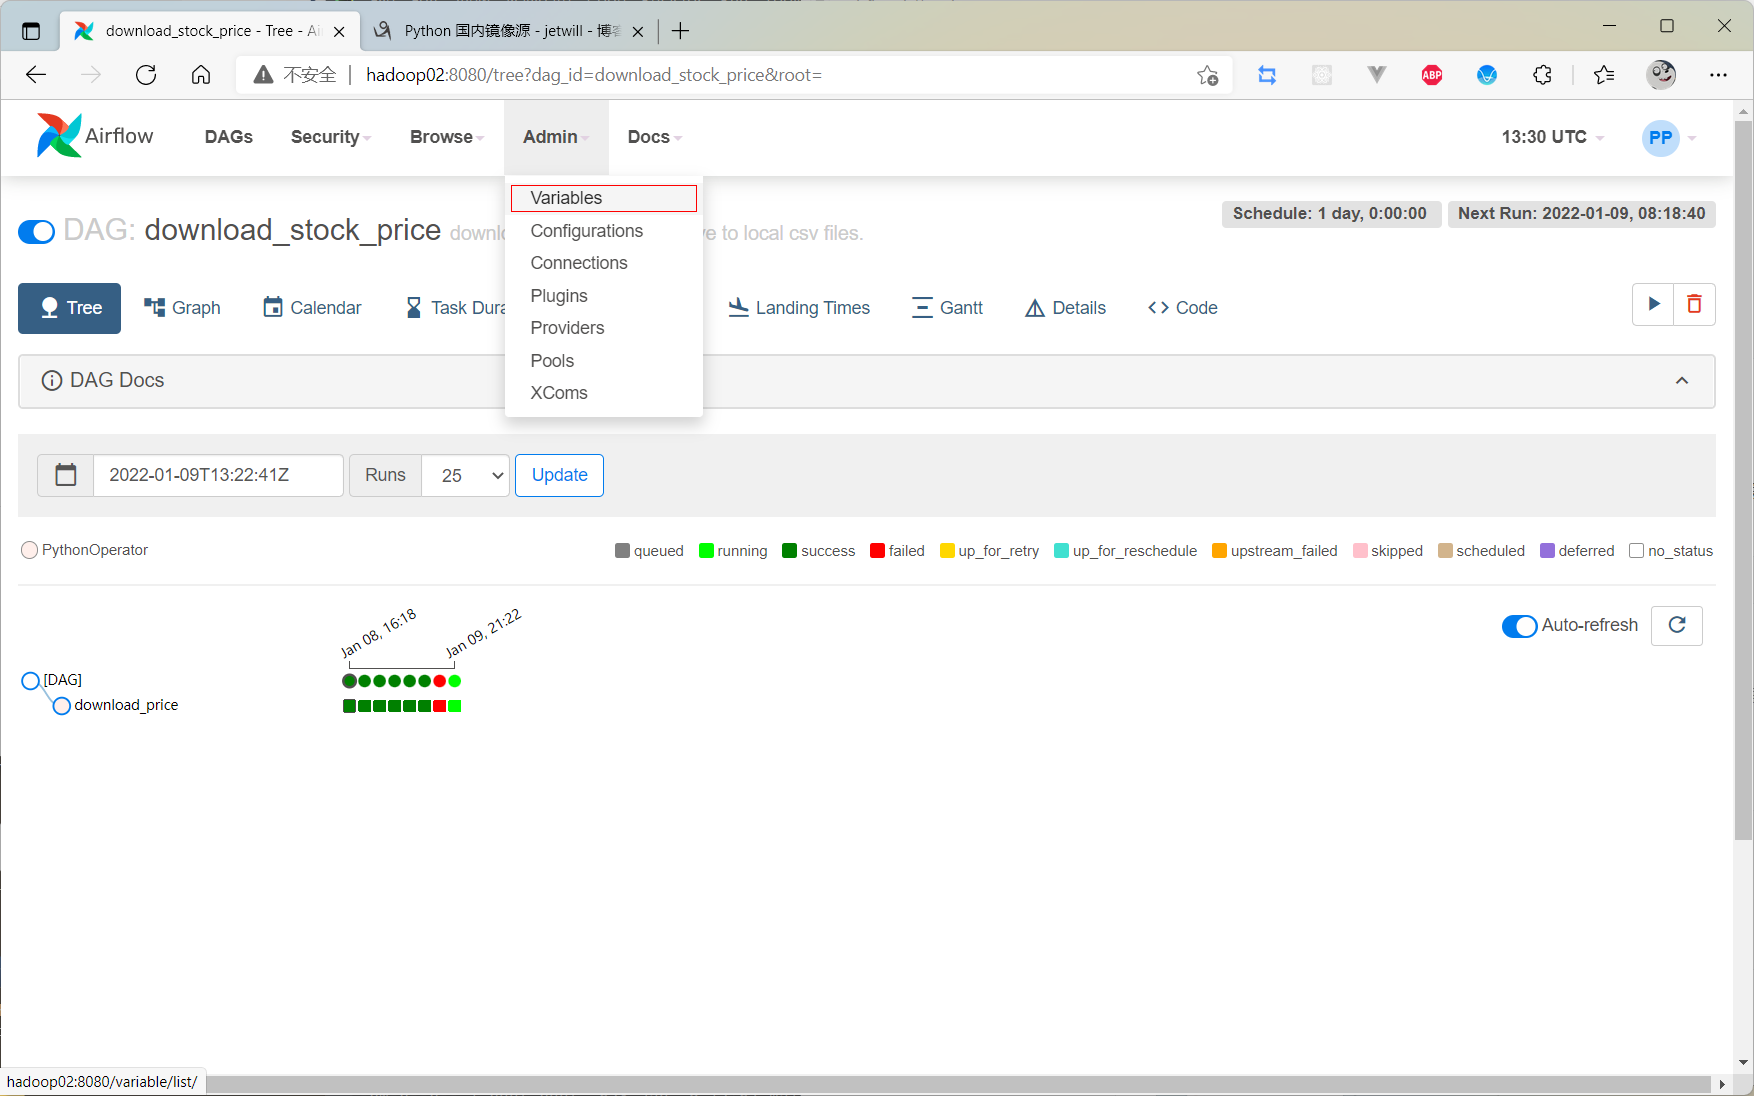 download_stock_price - Tree - Ai
Python 国内镜像源 - jetwill - 博客
不安全
hadoop02:8080/tree?dag_id=download_stock_price&root=
ABP
Airflow
DAGs
Security
Browse
Admin
Docs
13:30 UTC
PP
Variables
Configurations
Connections
Plugins
Providers
Pools
XComs
DAG: download_stock_price
e to local csv files.
Schedule: 1 day, 0:00:00
Next Run: 2022-01-09, 08:18:40
Tree
Graph
Calendar
Task Dura
Landing Times
Gantt
Details
Code
DAG Docs
2022-01-09T13:22:41Z
Runs
25
Update
PythonOperator
queued
running
success
failed
up_for_retry
up_for_reschedule
upstream_failed
skipped
scheduled
deferred
no_status
Jan 08, 16:18
Jan 09, 21:22
Auto-refresh
[DAG]
download_price
hadoop02:8080/variable/list/